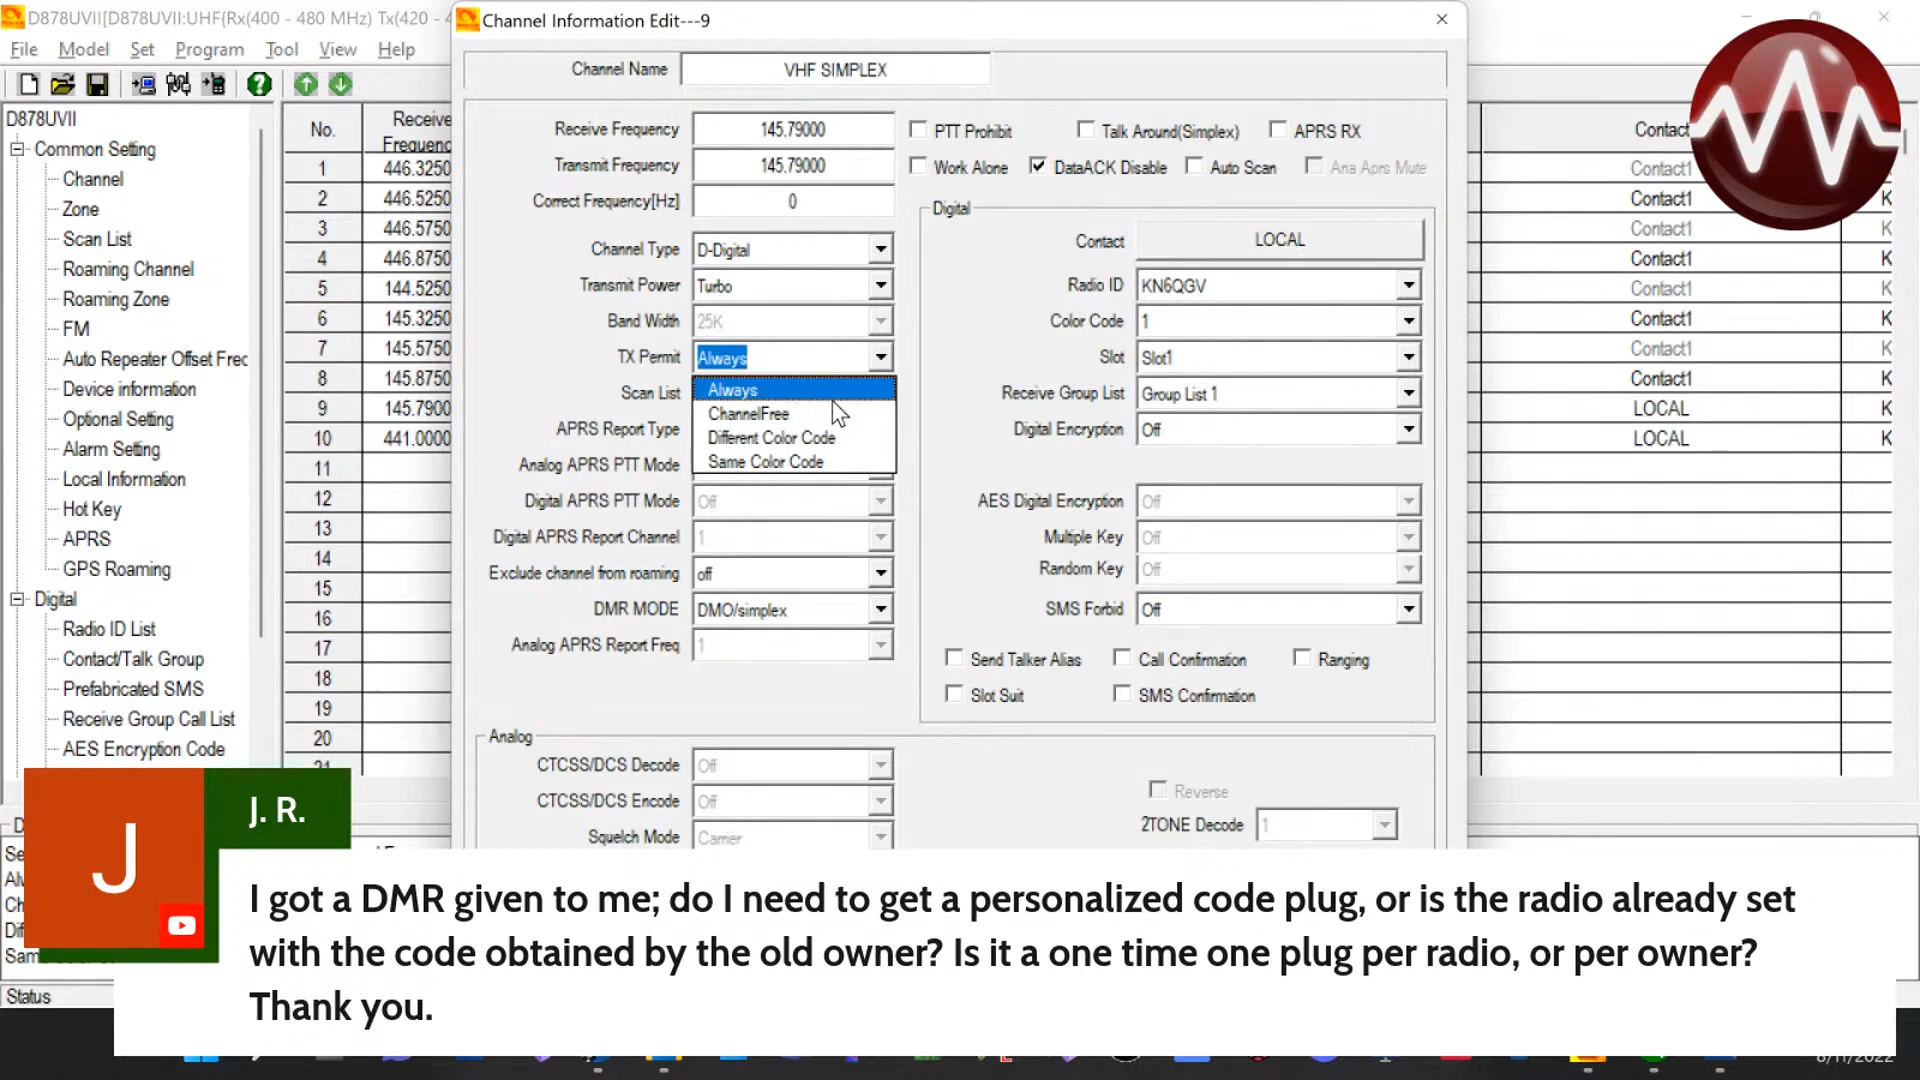 D878UVII[D878UVII:UHF{Rx(400 - 480 MHz) Tx(420 - 4
File Model Set Program Tool View Help
D878UVII
Common Setting
Channel
Zone
Scan List
Roaming Channel
Roaming Zone
FM
Auto Repeater Offset Frec
Device information
Optional Setting
Alarm Setting
Local Information
Hot Key
APRS
GPS Roaming
Digital
Radio ID List
Contact/Talk Group
Prefabricated SMS
Receive Group Call List
AES Encryption Code
No. Receive
Frequenc
1 446.3250
2 446.5250
3 446.5750
4 446.8750
5 144.5250
6 145.3250
7 145.5750
8 145.8750
9 145.7900
10 441.0000
11
12
13
14
15
16
17
18
19
20
21
Channel Information Edit---9
Channel Name VHF SIMPLEX
Receive Frequency 145.79000
Transmit Frequency 145.79000
Correct Frequency[Hz] 0
Channel Type D-Digital
Transmit Power Turbo
Band Width 25K
TX Permit Always
Always
ChannelFree
Different Color Code
Same Color Code
Scan List
APRS Report Type
Analog APRS PTT Mode
Digital APRS PTT Mode Off
Digital APRS Report Channel 1
Exclude channel from roaming off
DMR MODE DMO/simplex
Analog APRS Report Freq 1
PTT Prohibit Talk Around(Simplex) APRS RX
Work Alone DataACK Disable Auto Scan Ana Aprs Mute
Digital
Contact LOCAL
Radio ID KN6QGV
Color Code 1
Slot Slot1
Receive Group List Group List 1
Digital Encryption Off
AES Digital Encryption Off
Multiple Key Off
Random Key Off
SMS Forbid Off
Send Talker Alias Call Confirmation Ranging
Slot Suit SMS Confirmation
Analog
CTCSS/DCS Decode Off
CTCSS/DCS Encode Off
Squelch Mode Carrier
Reverse
2TONE Decode 1
Contact
Contact1
Contact1 K
Contact1 K
Contact1 K
Contact1 K
Contact1 K
Contact1 K
Contact1 K
LOCAL K
LOCAL K
Status
J
J. R.
I got a DMR given to me; do I need to get a personalized code plug, or is the radio already set
with the code obtained by the old owner? Is it a one time one plug per radio, or per owner?
Thank you.
8/11/2022